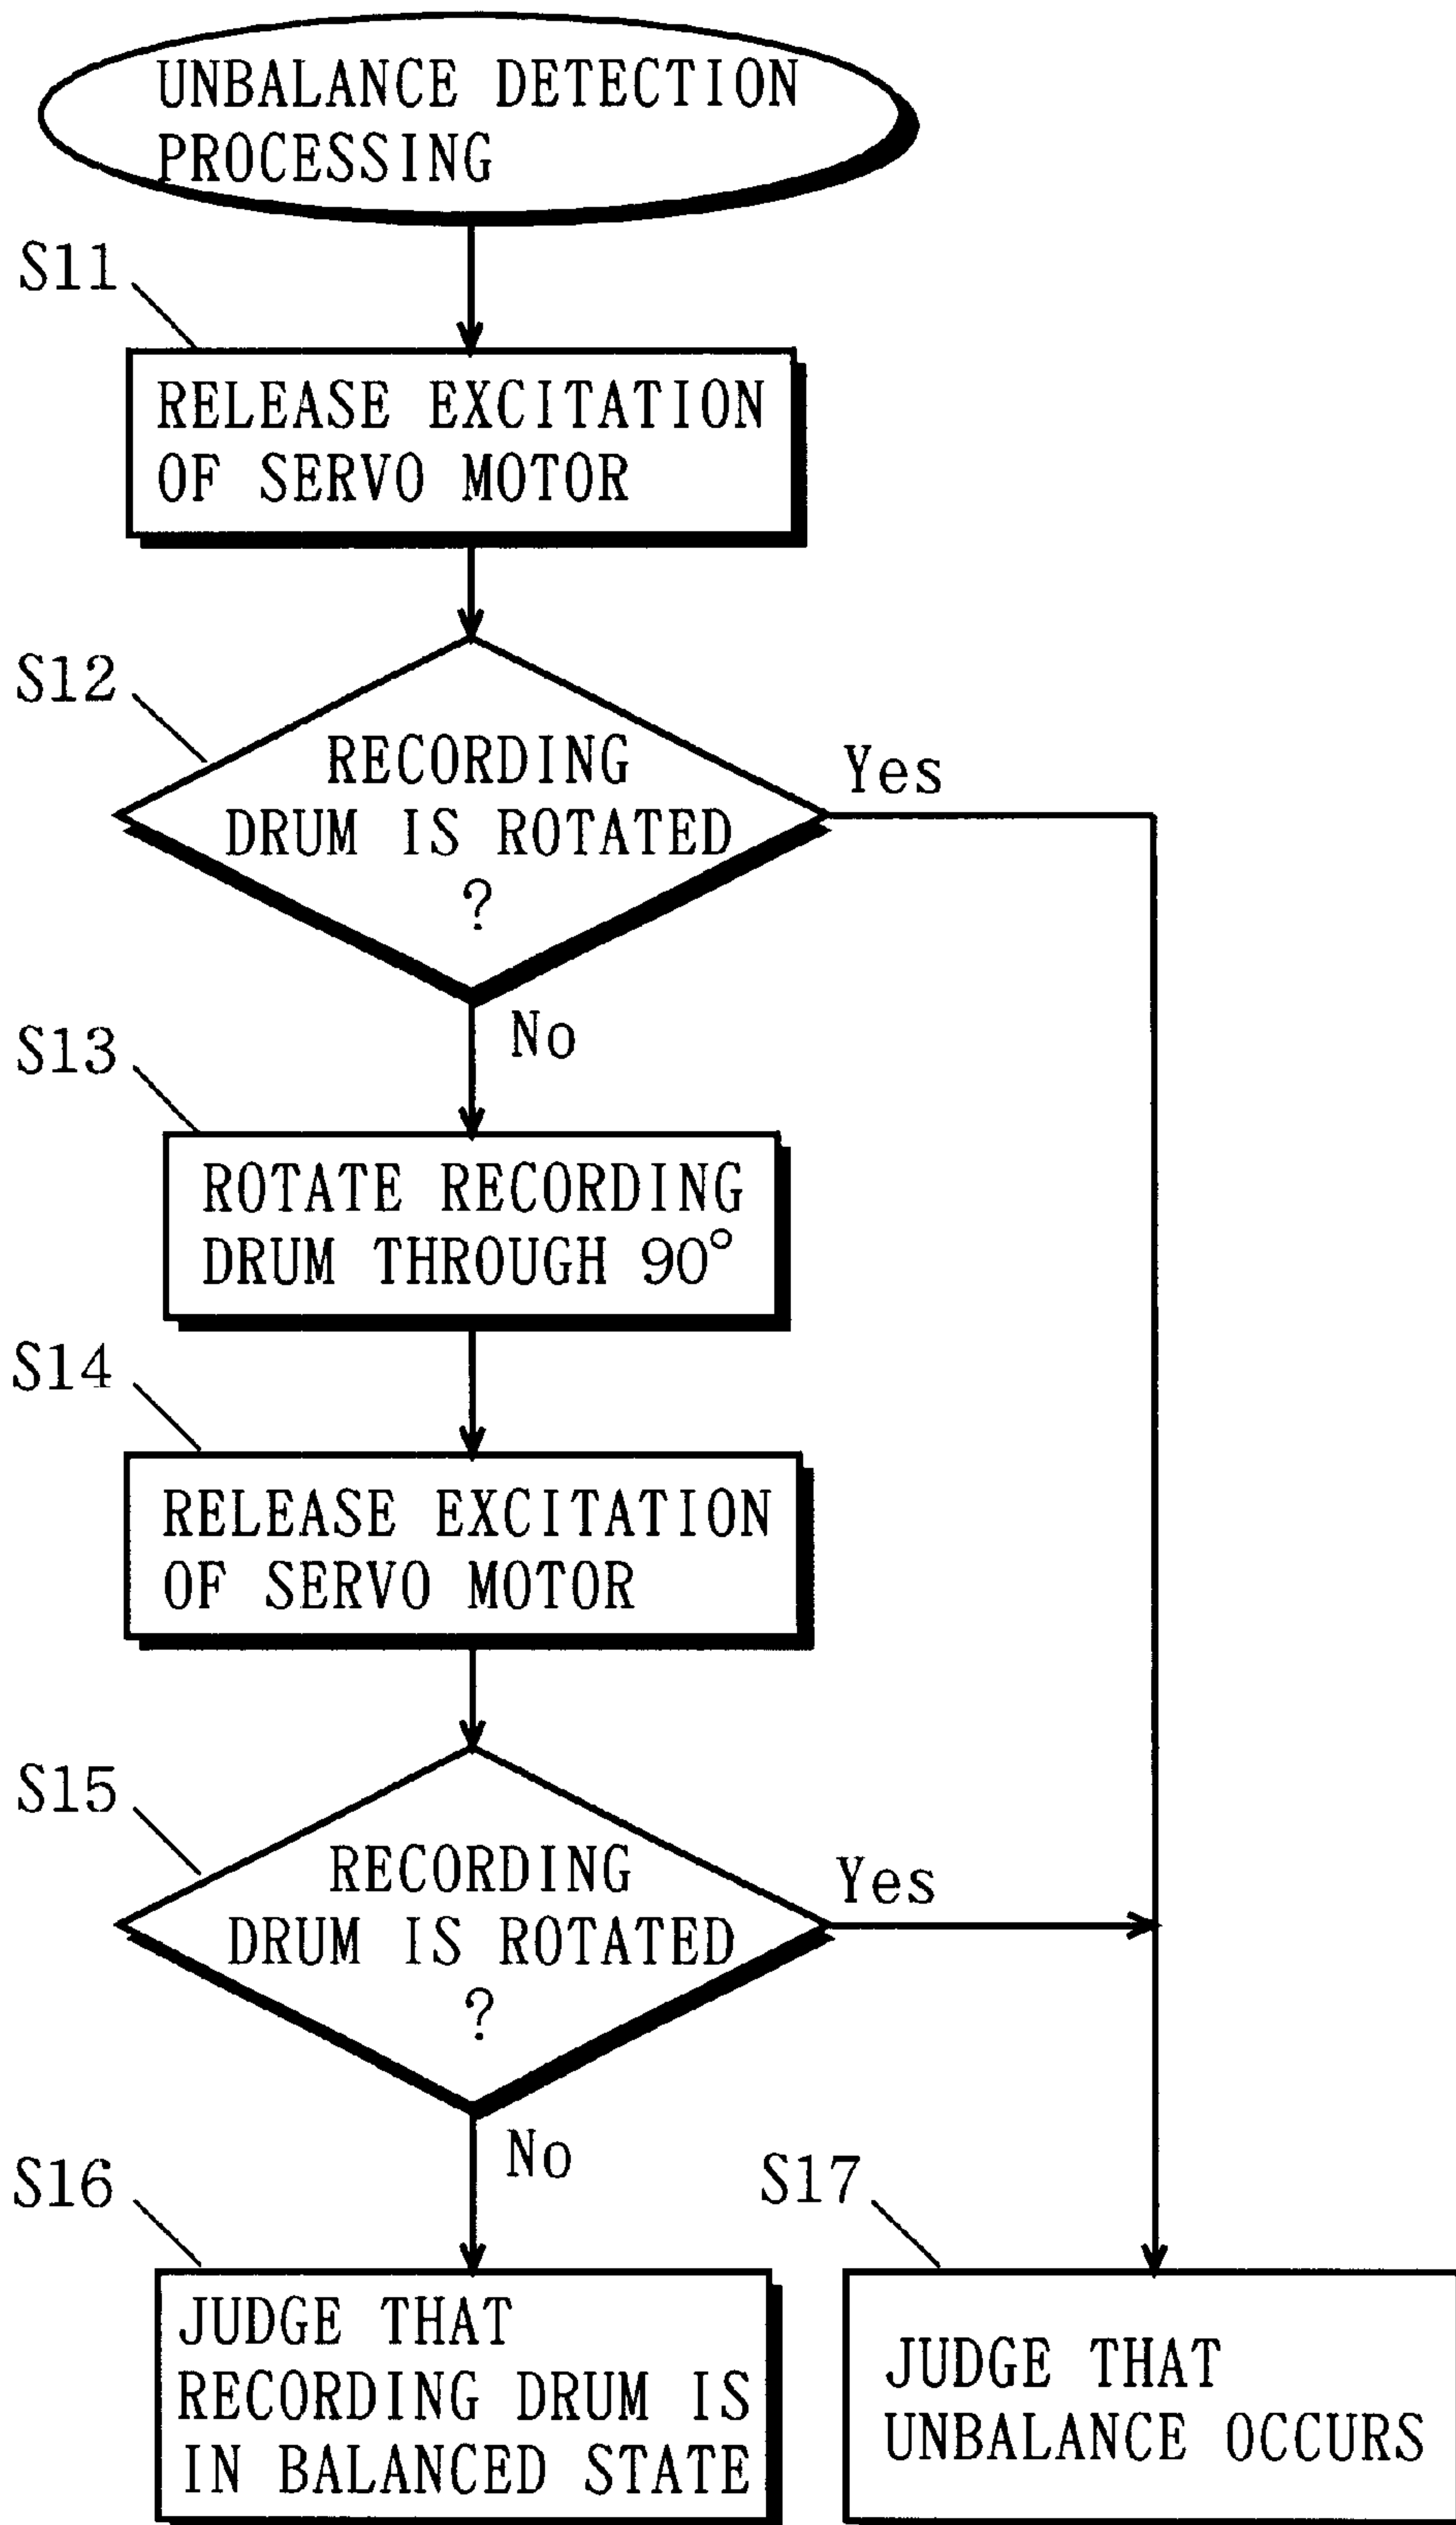 UNBALANCE DETECTION
PROCESSING
S11
RELEASE EXCITATION
OF SERVO MOTOR
S12
RECORDING
DRUM IS ROTATED
?
Yes
No
S13
ROTATE RECORDING
DRUM THROUGH 90°
S14
RELEASE EXCITATION
OF SERVO MOTOR
S15
RECORDING
DRUM IS ROTATED
?
Yes
No
S16
JUDGE THAT
RECORDING DRUM IS
IN BALANCED STATE
S17
JUDGE THAT
UNBALANCE OCCURS